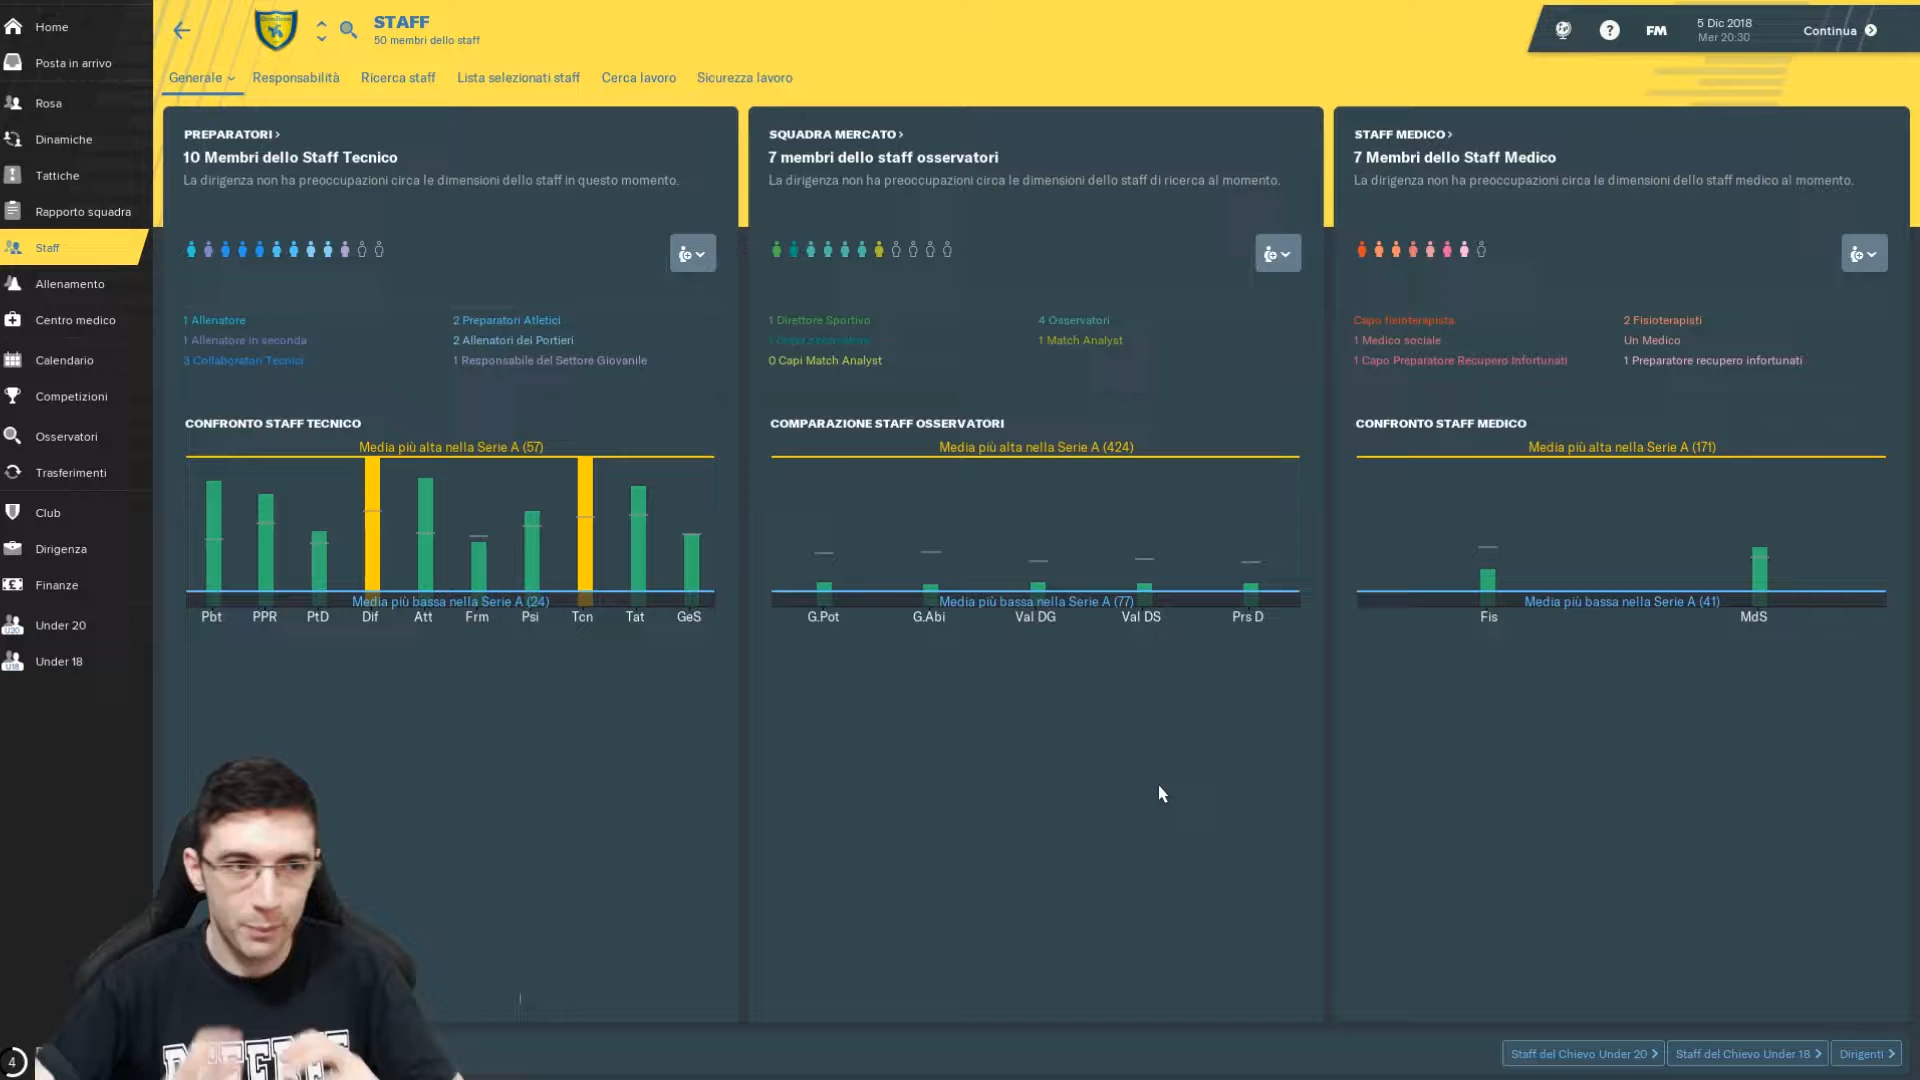 Home
Posta in arrivo
Rosa
Dinamiche
Tattiche
Rapporto squadra
Staff
Allenamento
Centro medico
Calendario
Competizioni
Osservatori
Trasferimenti
Club
Dirigenza
Finanze
Under 20
Under 18
4
STAFF
50 membri dello staff
FM
5 Dic 2018
Mer 20:30
Continua
Generale
Responsabilità
Ricerca staff
Lista selezionati staff
Cerca lavoro
Sicurezza lavoro
PREPARATORI
10 Membri dello Staff Tecnico
La dirigenza non ha preoccupazioni circa le dimensioni dello staff in questo momento.
1 Allenatore
1 Allenatore in seconda
3 Collaboratori Tecnici
2 Preparatori Atletici
2 Allenatori dei Portieri
1 Responsabile del Settore Giovanile
CONFRONTO STAFF TECNICO
Media più alta nella Serie A (57)
Media più bassa nella Serie A (24)
Pbt PPR PtD Dif Att Frm Psi Tcn Tat GeS
SQUADRA MERCATO
7 membri dello staff osservatori
La dirigenza non ha preoccupazioni circa le dimensioni dello staff di ricerca al momento.
1 Direttore Sportivo
1 Capo osservatore
0 Capi Match Analyst
4 Osservatori
1 Match Analyst
COMPARAZIONE STAFF OSSERVATORI
Media più alta nella Serie A (424)
Media più bassa nella Serie A (77)
G.Pot G.Abi Val DG Val DS Prs D
STAFF MEDICO
7 Membri dello Staff Medico
La dirigenza non ha preoccupazioni circa le dimensioni dello staff medico al momento.
Capo fisioterapista
1 Medico sociale
1 Capo Preparatore Recupero Infortunati
2 Fisioterapisti
Un Medico
1 Preparatore recupero infortunati
CONFRONTO STAFF MEDICO
Media più alta nella Serie A (171)
Media più bassa nella Serie A (41)
Fis MdS
Staff del Chievo Under 20
Staff del Chievo Under 18
Dirigenti